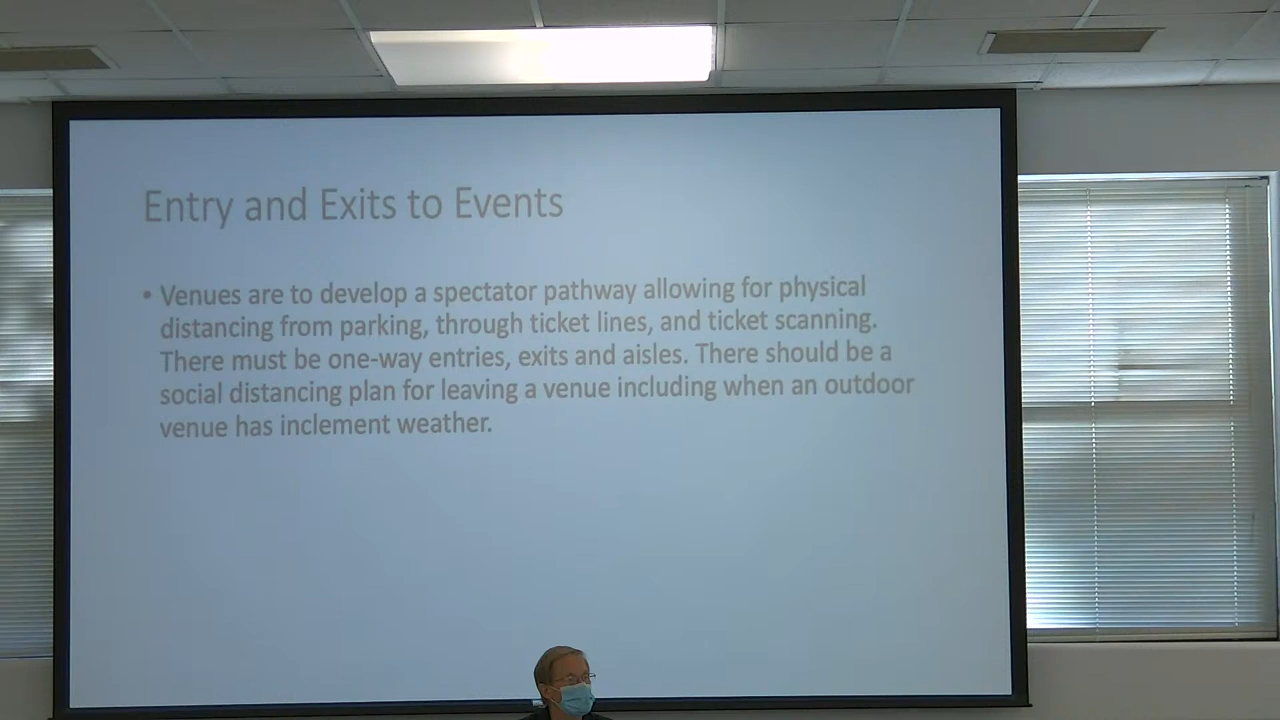 Entry and Exits to Events
• Venues are to develop a spectator pathway allowing for physical
distancing from parking, through ticket lines, and ticket scanning.
There must be one-way entries, exits and aisles. There should be a
social distancing plan for leaving a venue including when an outdoor
venue has inclement weather.